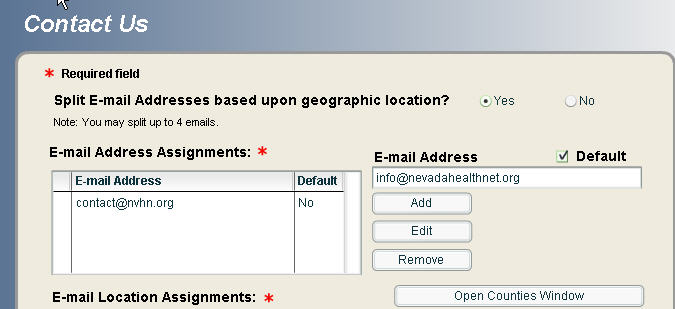 Contact Us
* Required field
Split E-mail Addresses based upon geographic location? Yes No
Note: You may split up to 4 emails.
E-mail Address Assignments: *
E-mail Address Default
contact@nvhn.org No
E-mail Address Default
info@nevadahealthnet.org
Add
Edit
Remove
E-mail Location Assignments: *
Open Counties Window